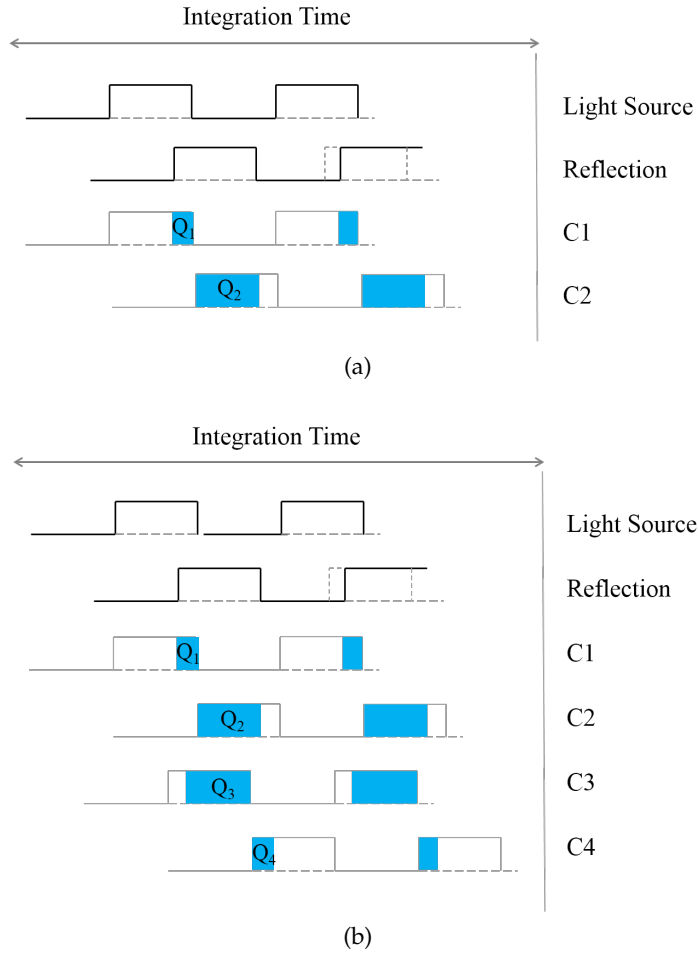 Integration Time
Light Source
Reflection
Q1
C1
Q2
C2
(a)
Integration Time
Light Source
Reflection
Q1
C1
Q2
C2
Q3
C3
Q4
C4
(b)